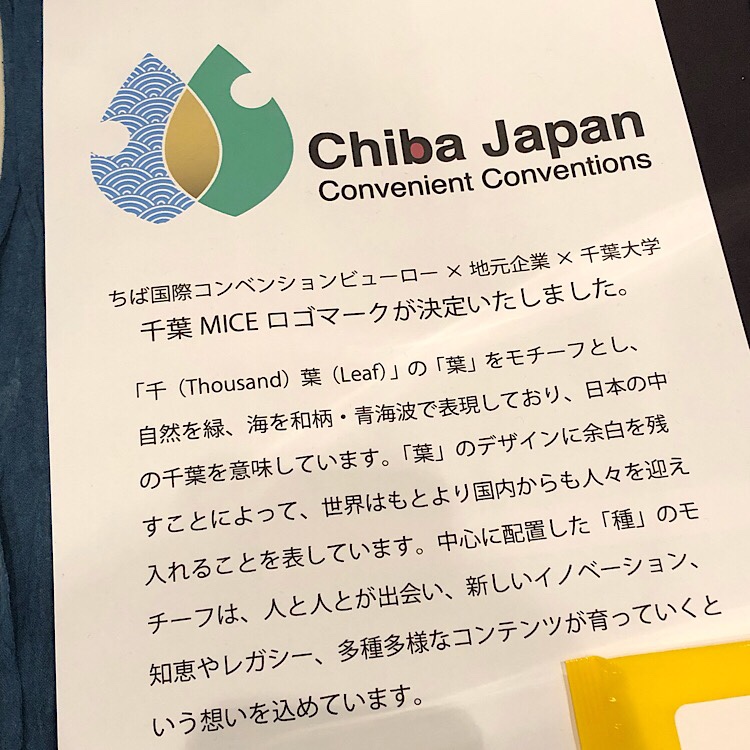 Chiba Japan
Convenient Conventions
ちば国際コンベンションビューロー × 地元企業 × 千葉大学
千葉 MICE ロゴマークが決定いたしました。
「千（Thousand）葉（Leaf）」の「葉」をモチーフとし、
自然を緑、海を和柄・青海波で表現しており、日本の中
の千葉を意味しています。「葉」のデザインに余白を残
すことによって、世界はもとより国内からも人々を迎え
入れることを表しています。中心に配置した「種」のモ
チーフは、人と人とが出会い、新しいイノベーション、
知恵やレガシー、多種多様なコンテンツが育っていくと
いう想いを込めています。